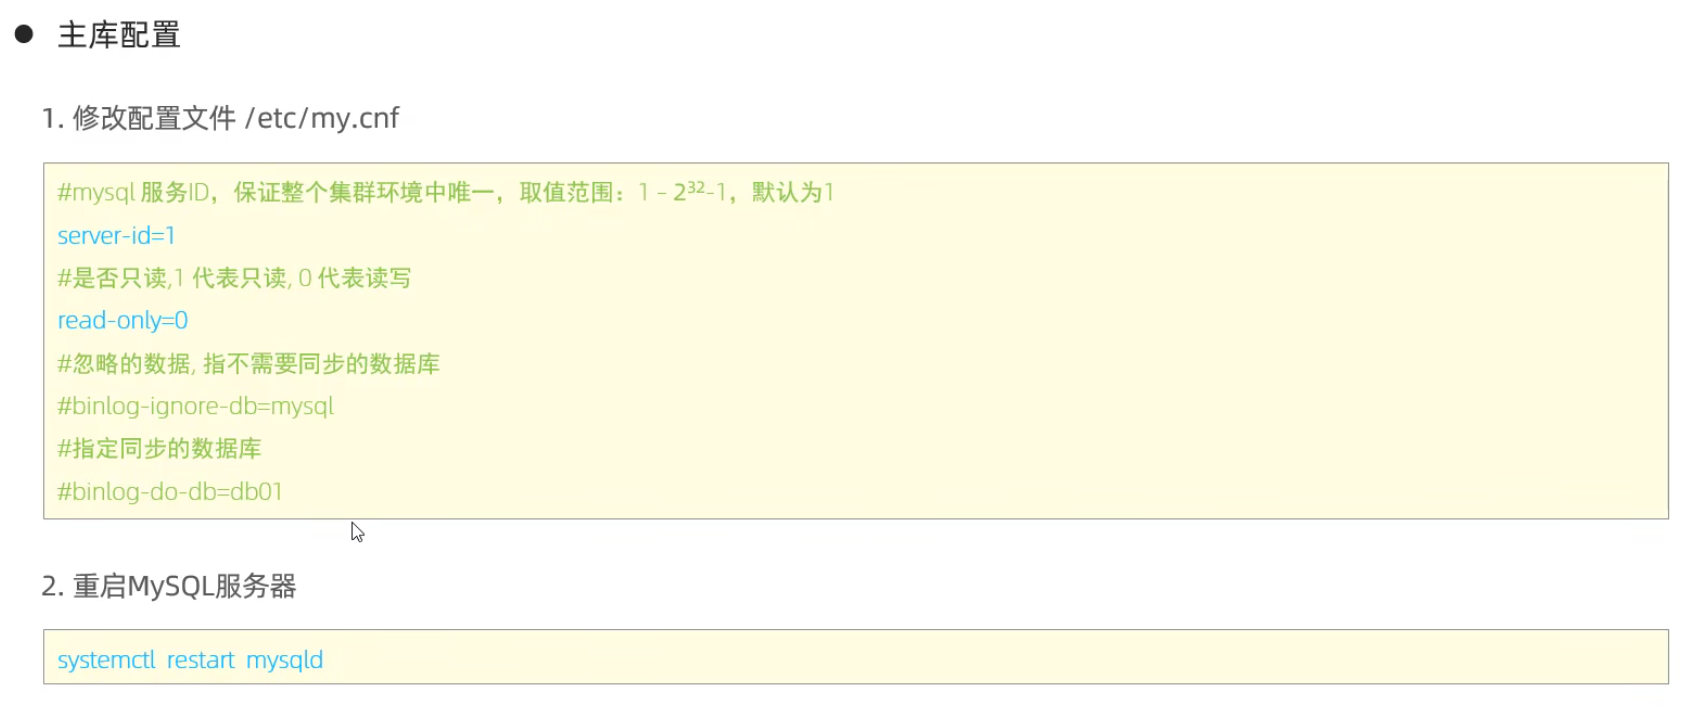 ● 主库配置
1. 修改配置文件 /etc/my.cnf
#mysql 服务ID，保证整个集群环境中唯一，取值范围：1 – 2³²-1，默认为1
server-id=1
#是否只读,1 代表只读, 0 代表读写
read-only=0
#忽略的数据, 指不需要同步的数据库
#binlog-ignore-db=mysql
#指定同步的数据库
#binlog-do-db=db01
2. 重启MySQL服务器
systemctl restart mysqld